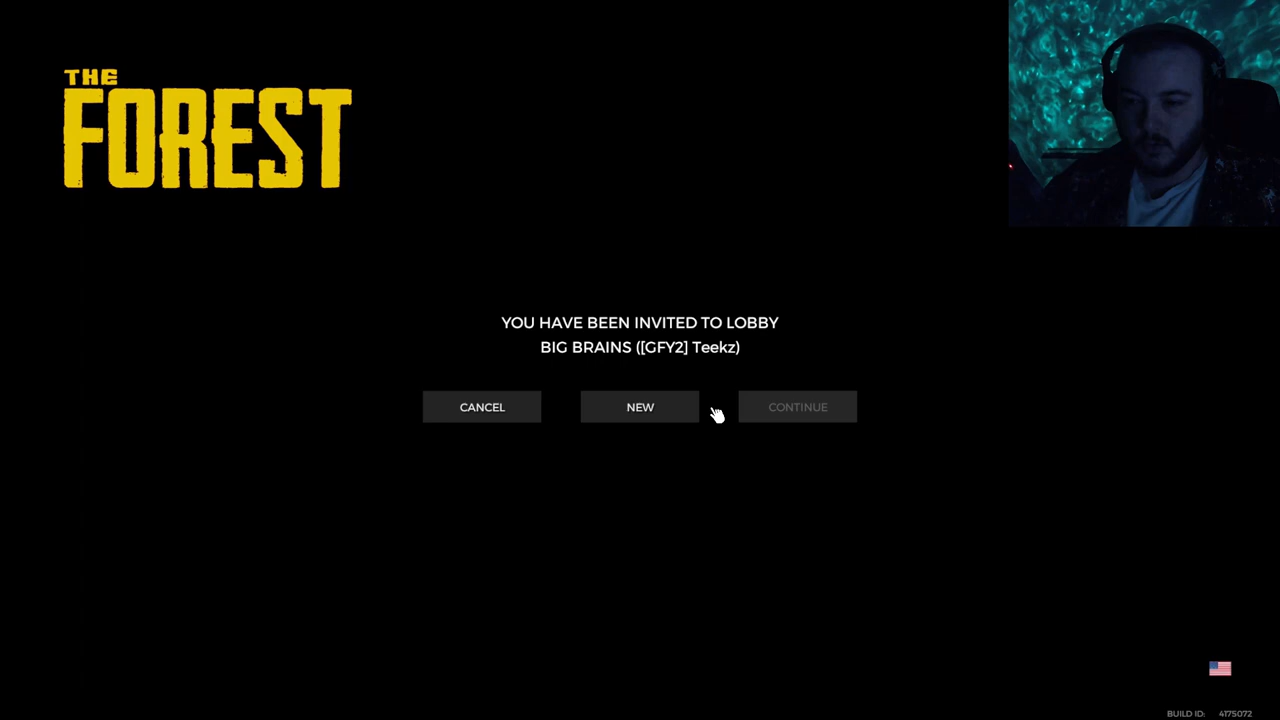 THE
FOREST
YOU HAVE BEEN INVITED TO LOBBY
BIG BRAINS ([GFY2] Teekz)
CANCEL NEW CONTINUE
BUILD ID: 4175072